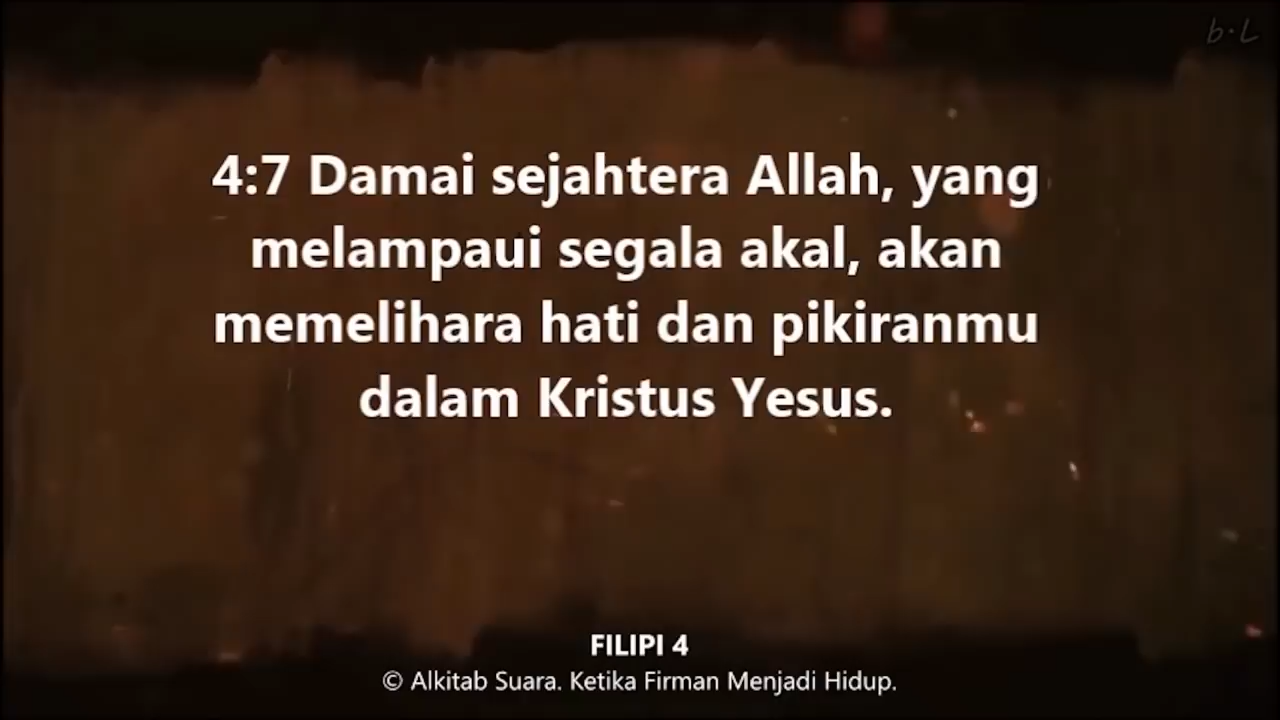 b.L
4:7 Damai sejahtera Allah, yang
melampaui segala akal, akan
memelihara hati dan pikiranmu
dalam Kristus Yesus.
FILIPI 4
© Alkitab Suara. Ketika Firman Menjadi Hidup.